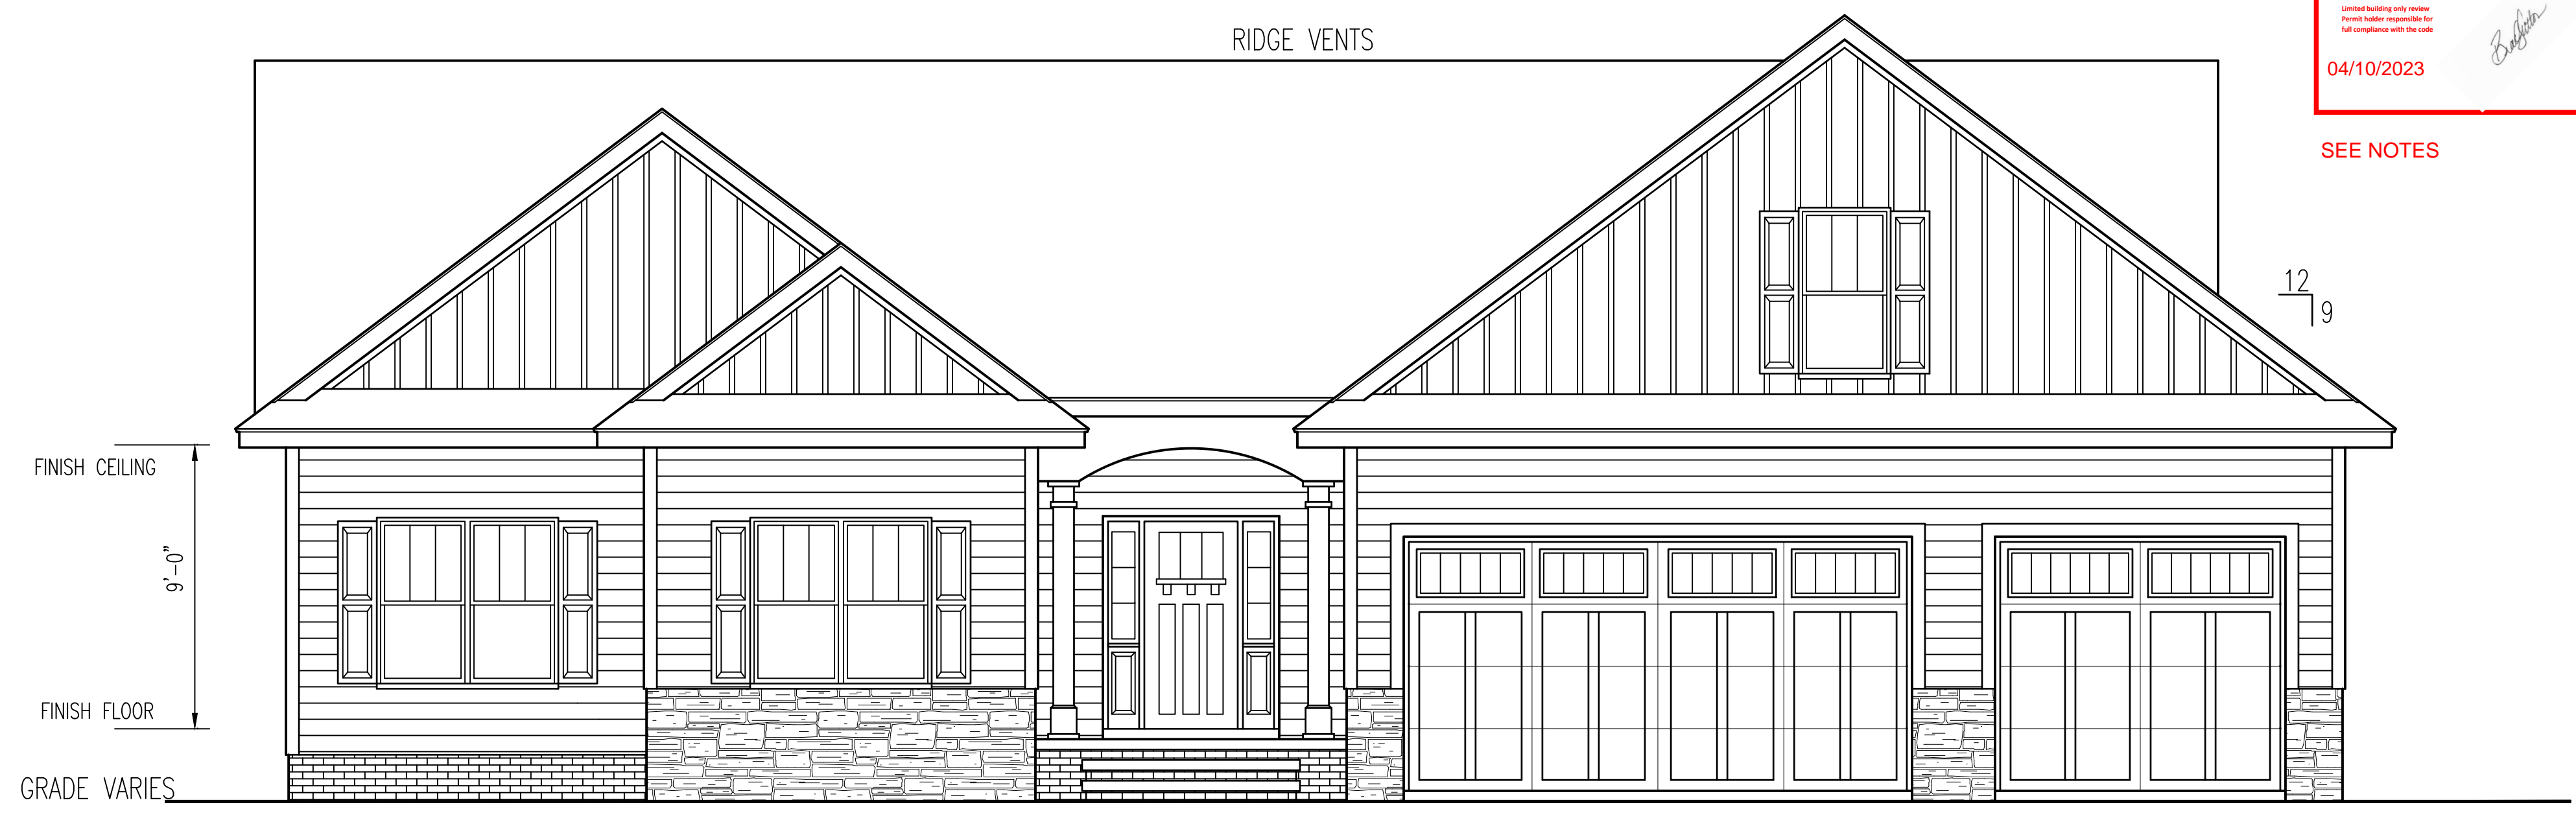 RIDGE VENTS
Limited building only review
Permit holder responsible for
full compliance with the code
04/10/2023
SEE NOTES
12
9
FINISH CEILING
9'-0"
FINISH FLOOR
GRADE VARIES